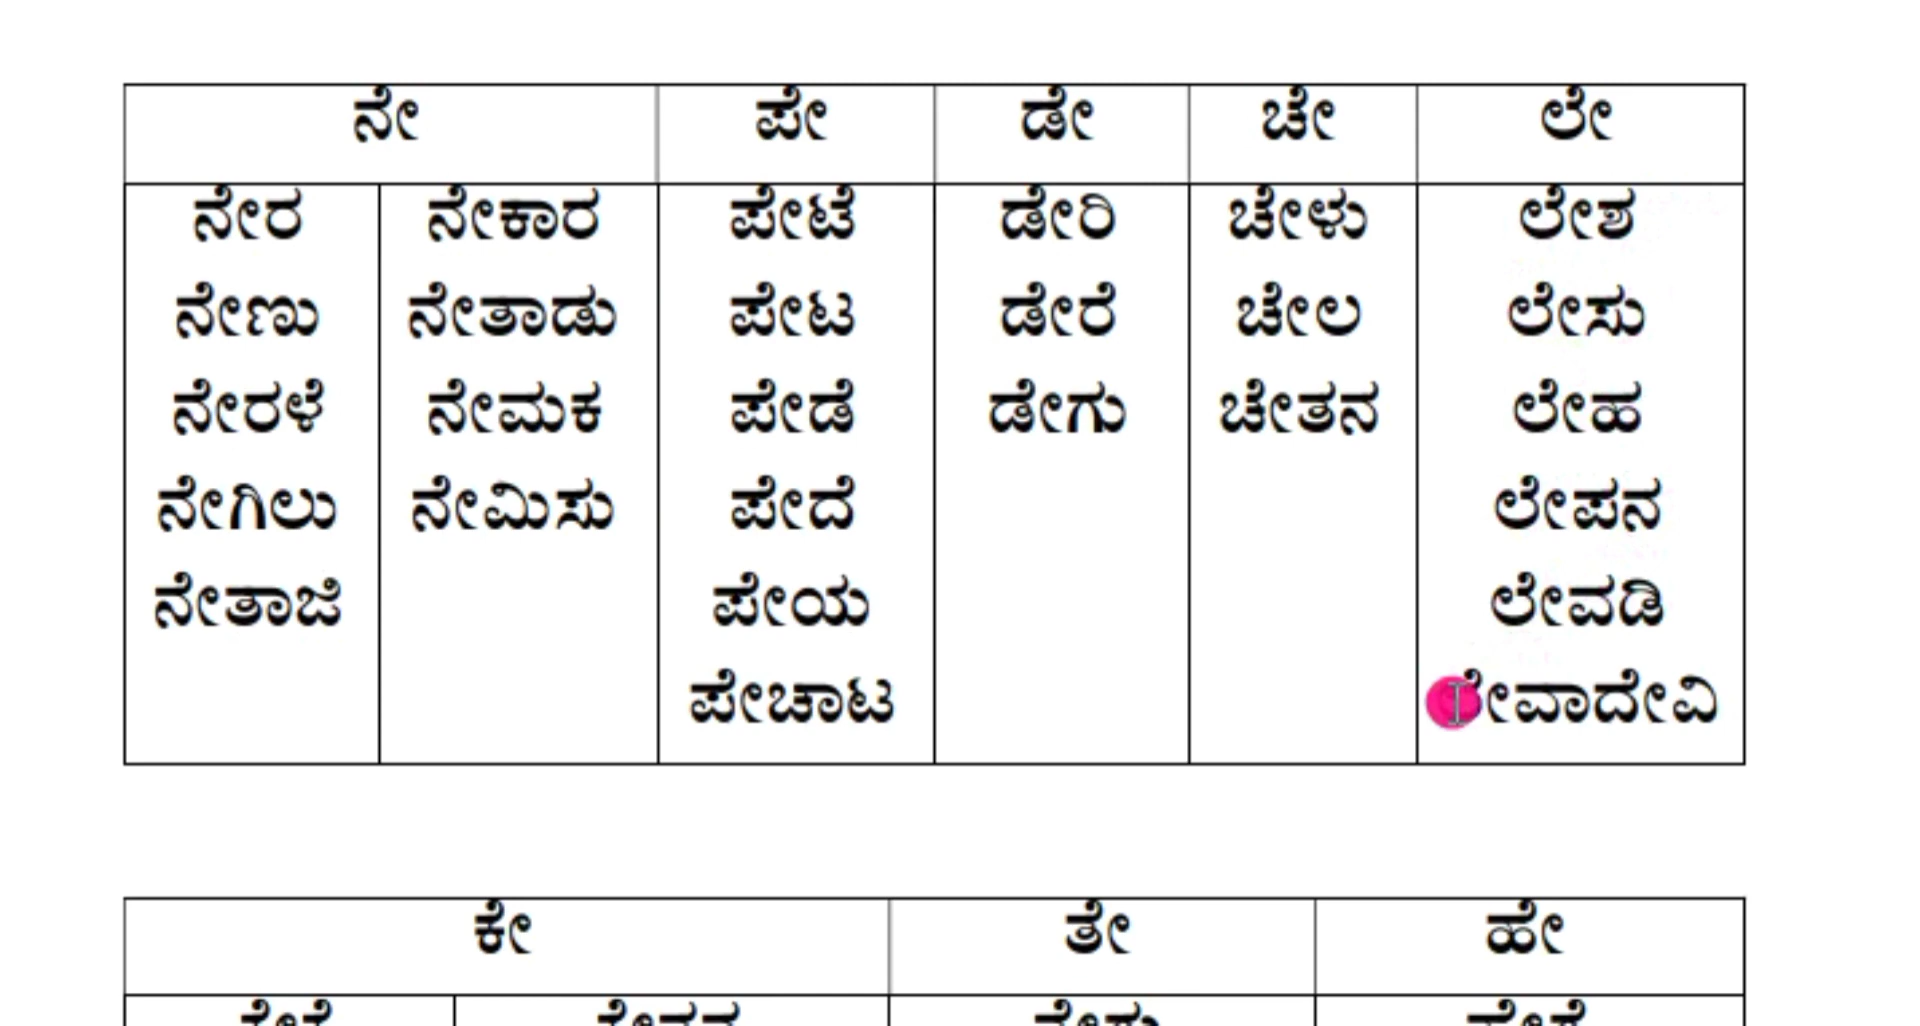 ನೇ ಪೇ ಡೇ ಚೇ ಲೇ
ನೇರ ನೇಕಾರ ಪೇಟೆ ಡೇರಿ ಚೇಳು ಲೇಶ
ನೇಣು ನೇತಾಡು ಪೇಟ ಡೇರೆ ಚೇಲ ಲೇಸು
ನೇರಳೆ ನೇಮಕ ಪೇಡೆ ಡೇಗು ಚೇತನ ಲೇಹ
ನೇಗಿಲು ನೇಮಿಸು ಪೇದೆ ಲೇಪನ
ನೇತಾಜಿ ಪೇಯ ಲೇವಡಿ
ಪೇಚಾಟ
ಕೇ ತೇ ಹೇ